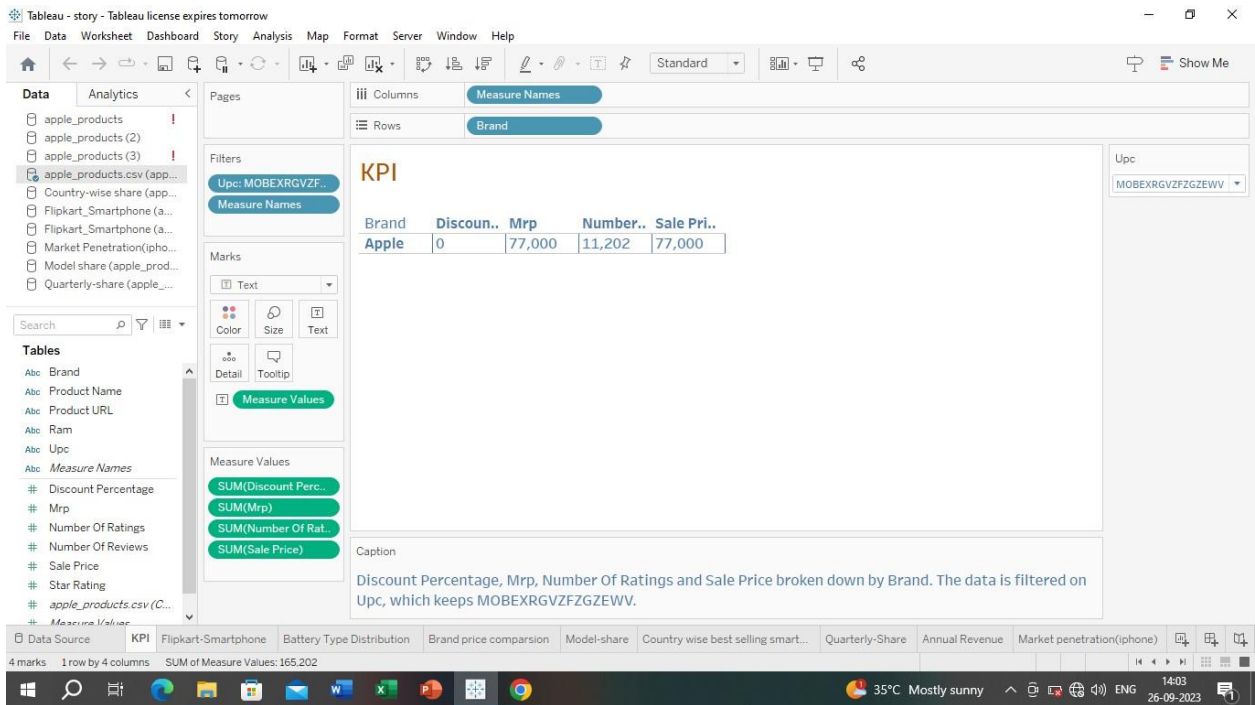 Tableau - story - Tableau license expires tomorrow
File Data Worksheet Dashboard Story Analysis Map Format Server Window Help
Standard
Show Me
Data Analytics
apple_products !
apple_products (2)
apple_products (3) !
apple_products.csv (app...
Country-wise share (app...
Flipkart_Smartphone (a...
Flipkart_Smartphone (a...
Market Penetration(ipho...
Model share (apple_prod...
Quarterly-share (apple_...
Search
Tables
Abc Brand
Abc Product Name
Abc Product URL
Abc Ram
Abc Upc
Abc Measure Names
# Discount Percentage
# Mrp
# Number Of Ratings
# Number Of Reviews
# Sale Price
# Star Rating
# apple_products.csv (C...
# Measure Values
Pages
Filters
Upc: MOBEXRGVZF..
Measure Names
Marks
T Text
Color Size Text
Detail Tooltip
T Measure Values
Measure Values
SUM(Discount Perc..
SUM(Mrp)
SUM(Number Of Rat..
SUM(Sale Price)
Columns Measure Names
Rows Brand
KPI
Brand Discoun.. Mrp Number.. Sale Pri..
Apple 0 77,000 11,202 77,000
Upc
MOBEXRGVZFZGZEWV
Caption
Discount Percentage, Mrp, Number Of Ratings and Sale Price broken down by Brand. The data is filtered on
Upc, which keeps MOBEXRGVZFZGZEWV.
Data Source KPI Flipkart-Smartphone Battery Type Distribution Brand price comparsion Model-share Country wise best selling smart... Quarterly-Share Annual Revenue Market penetration(iphone)
4 marks 1 row by 4 columns SUM of Measure Values: 165,202
35°C Mostly sunny ENG
14:03
26-09-2023